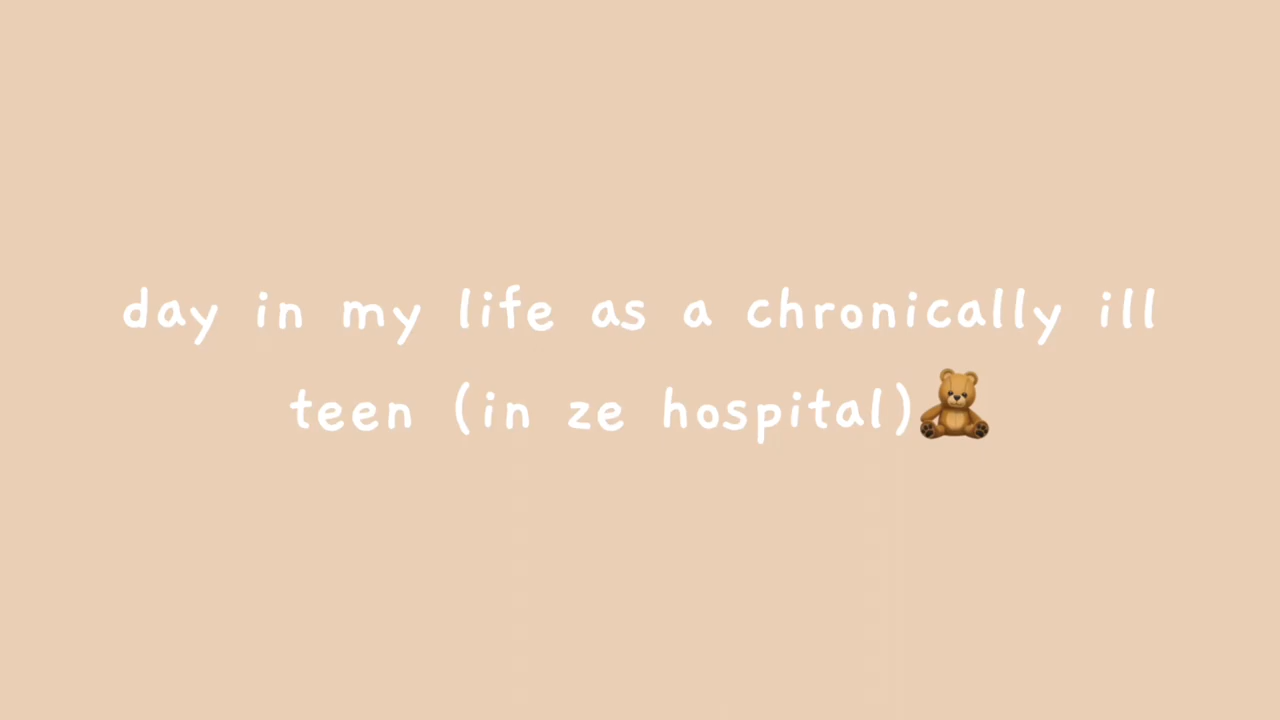 day in my life as a chronically ill
teen (in ze hospital)🧸